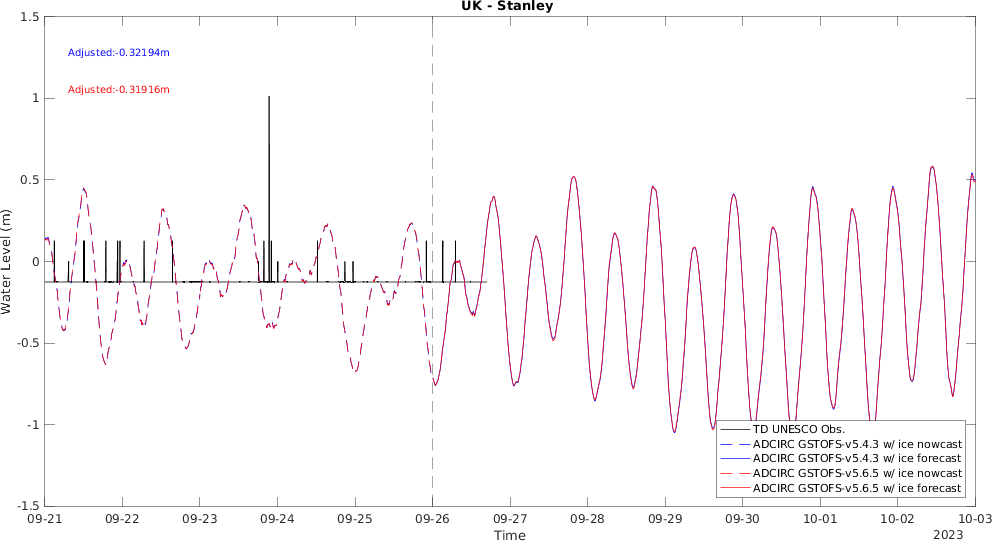 UK - Stanley
Adjusted:-0.32194m
Adjusted:-0.31916m
Water Level (m)
1.5
1
0.5
0
-0.5
-1
-1.5
TD UNESCO Obs.
ADCIRC GSTOFS-v5.4.3 w/ ice nowcast
ADCIRC GSTOFS-v5.4.3 w/ ice forecast
ADCIRC GSTOFS-v5.6.5 w/ ice nowcast
ADCIRC GSTOFS-v5.6.5 w/ ice forecast
09-21 09-22 09-23 09-24 09-25 09-26 09-27 09-28 09-29 09-30 10-01 10-02 10-03
Time
2023